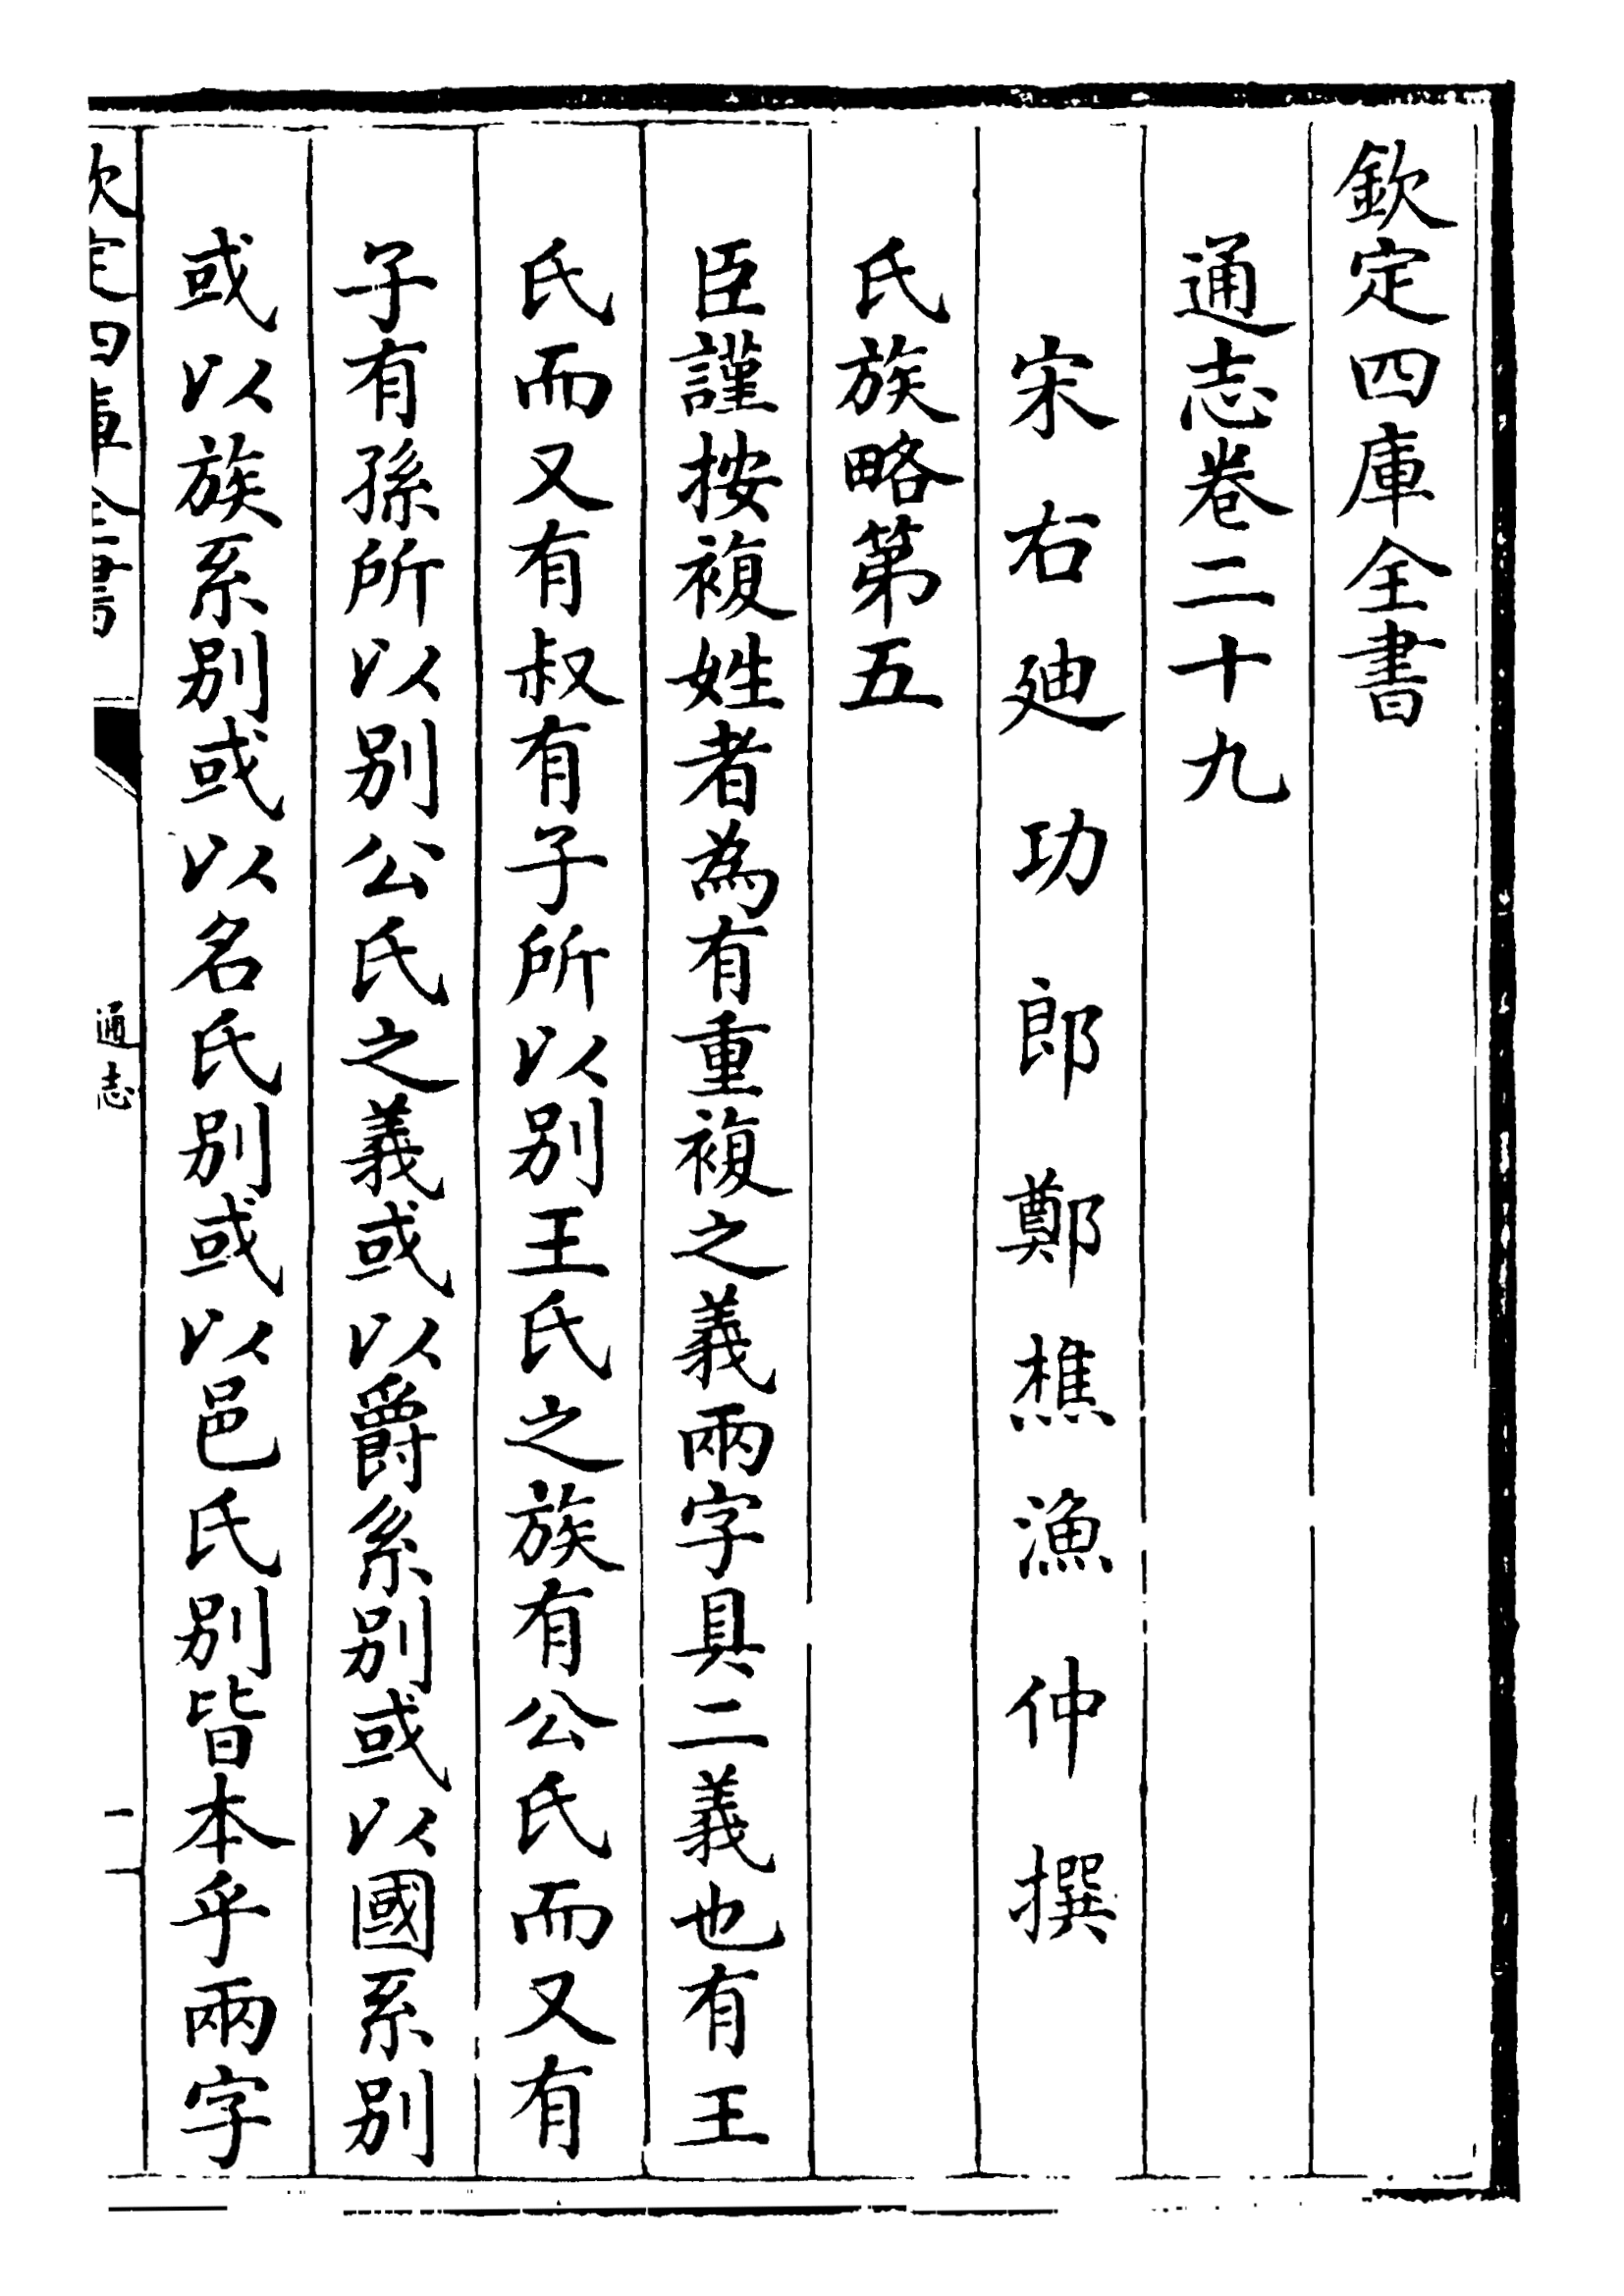 欽定四庫全書
通志卷二十九
宋右廸功郎鄭樵漁仲撰
氏族略第五
臣謹按複姓者為有重複之義兩字具二義也有王
氏而又有叔有子所以别王氏之族有公氏而又有
子有孫所以别公氏之義或以爵系别或以國系别
或以族系别或以名氏别或以邑氏别皆本乎兩字
欽定四庫全書
通志
一